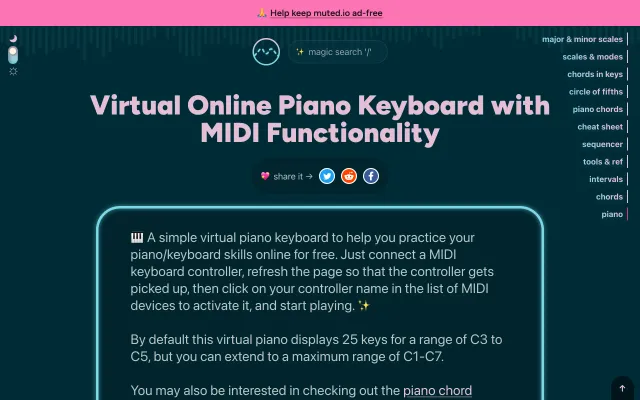 🙏 Help keep muted.io ad-free
✨ magic search '/'
major & minor scales
scales & modes
chords in keys
circle of fifths
piano chords
cheat sheet
sequencer
tools & ref
intervals
chords
piano
Virtual Online Piano Keyboard with
MIDI Functionality
💖 share it →
🎹 A simple virtual piano keyboard to help you practice your
piano/keyboard skills online for free. Just connect a MIDI
keyboard controller, refresh the page so that the controller gets
picked up, then click on your controller name in the list of MIDI
devices to activate it, and start playing. ✨
By default this virtual piano displays 25 keys for a range of C3 to
C5, but you can extend to a maximum range of C1-C7.
You may also be interested in checking out the piano chord